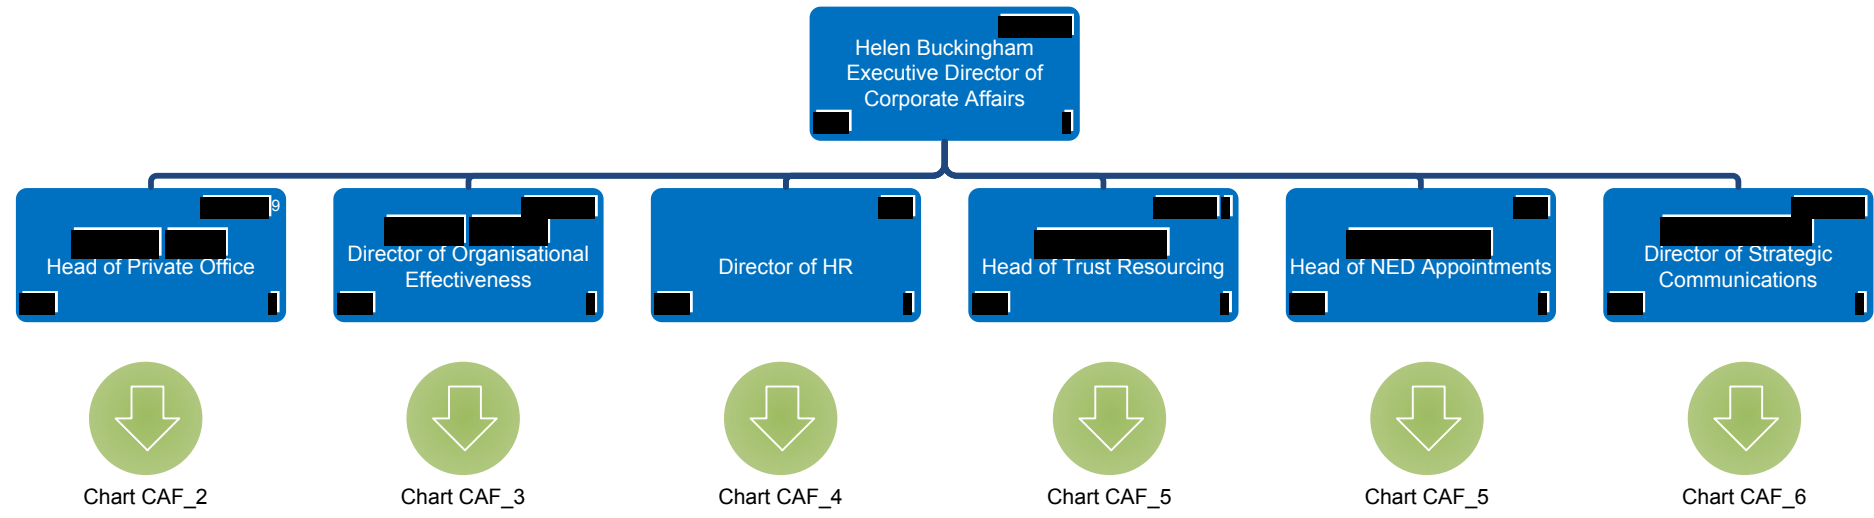 Helen Buckingham
Executive Director of
Corporate Affairs
9
Head of Private Office
Director of Organisational
Effectiveness
Director of HR
Head of Trust Resourcing
Head of NED Appointments
Director of Strategic
Communications
Chart CAF_2
Chart CAF_3
Chart CAF_4
Chart CAF_5
Chart CAF_5
Chart CAF_6